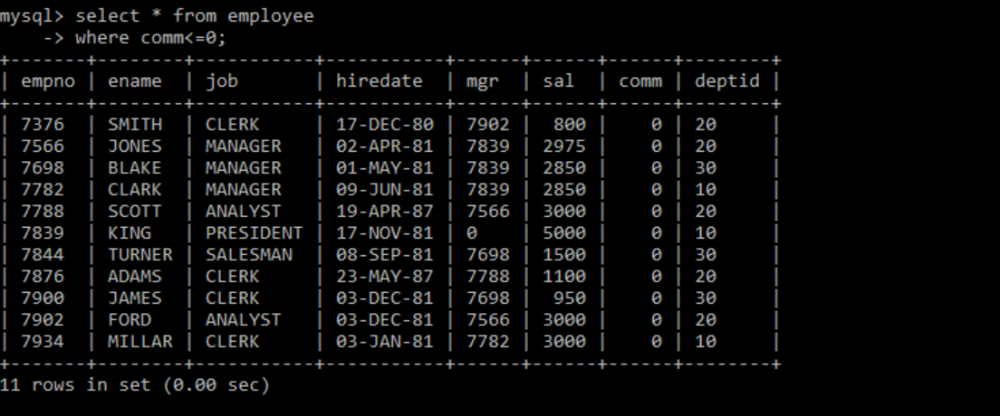 mysql> select * from employee
    -> where comm<=0;
+-------+--------+-----------+-----------+------+------+------+--------+
| empno | ename  | job       | hiredate  | mgr  | sal  | comm | deptid |
+-------+--------+-----------+-----------+------+------+------+--------+
| 7376  | SMITH  | CLERK     | 17-DEC-80 | 7902 |  800 |    0 | 20     |
| 7566  | JONES  | MANAGER   | 02-APR-81 | 7839 | 2975 |    0 | 20     |
| 7698  | BLAKE  | MANAGER   | 01-MAY-81 | 7839 | 2850 |    0 | 30     |
| 7782  | CLARK  | MANAGER   | 09-JUN-81 | 7839 | 2850 |    0 | 10     |
| 7788  | SCOTT  | ANALYST   | 19-APR-87 | 7566 | 3000 |    0 | 20     |
| 7839  | KING   | PRESIDENT | 17-NOV-81 | 0    | 5000 |    0 | 10     |
| 7844  | TURNER | SALESMAN  | 08-SEP-81 | 7698 | 1500 |    0 | 30     |
| 7876  | ADAMS  | CLERK     | 23-MAY-87 | 7788 | 1100 |    0 | 20     |
| 7900  | JAMES  | CLERK     | 03-DEC-81 | 7698 |  950 |    0 | 30     |
| 7902  | FORD   | ANALYST   | 03-DEC-81 | 7566 | 3000 |    0 | 20     |
| 7934  | MILLAR | CLERK     | 03-JAN-81 | 7782 | 3000 |    0 | 10     |
+-------+--------+-----------+-----------+------+------+------+--------+
11 rows in set (0.00 sec)